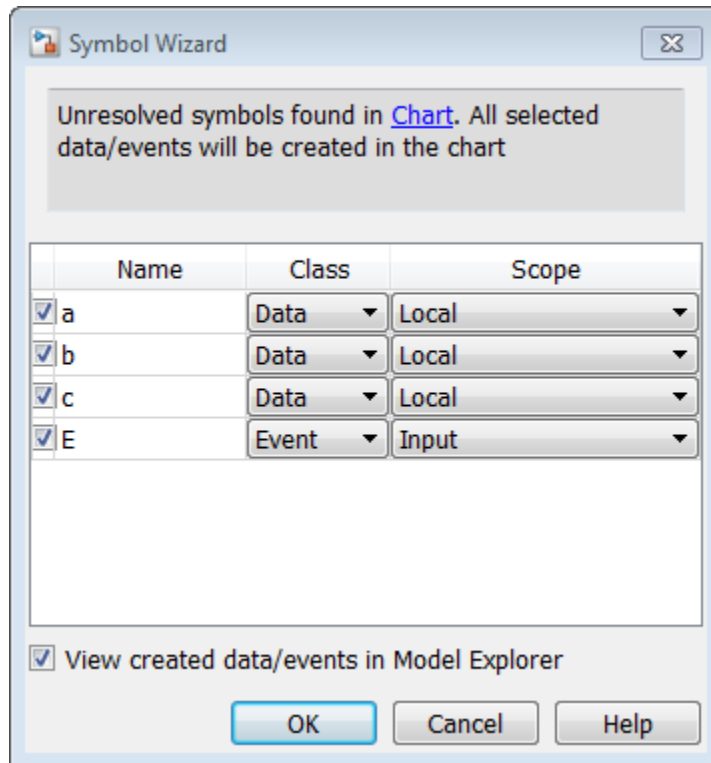 Symbol Wizard
Unresolved symbols found in Chart. All selected
data/events will be created in the chart
Name Class Scope
a Data Local
b Data Local
c Data Local
E Event Input
View created data/events in Model Explorer
OK Cancel Help